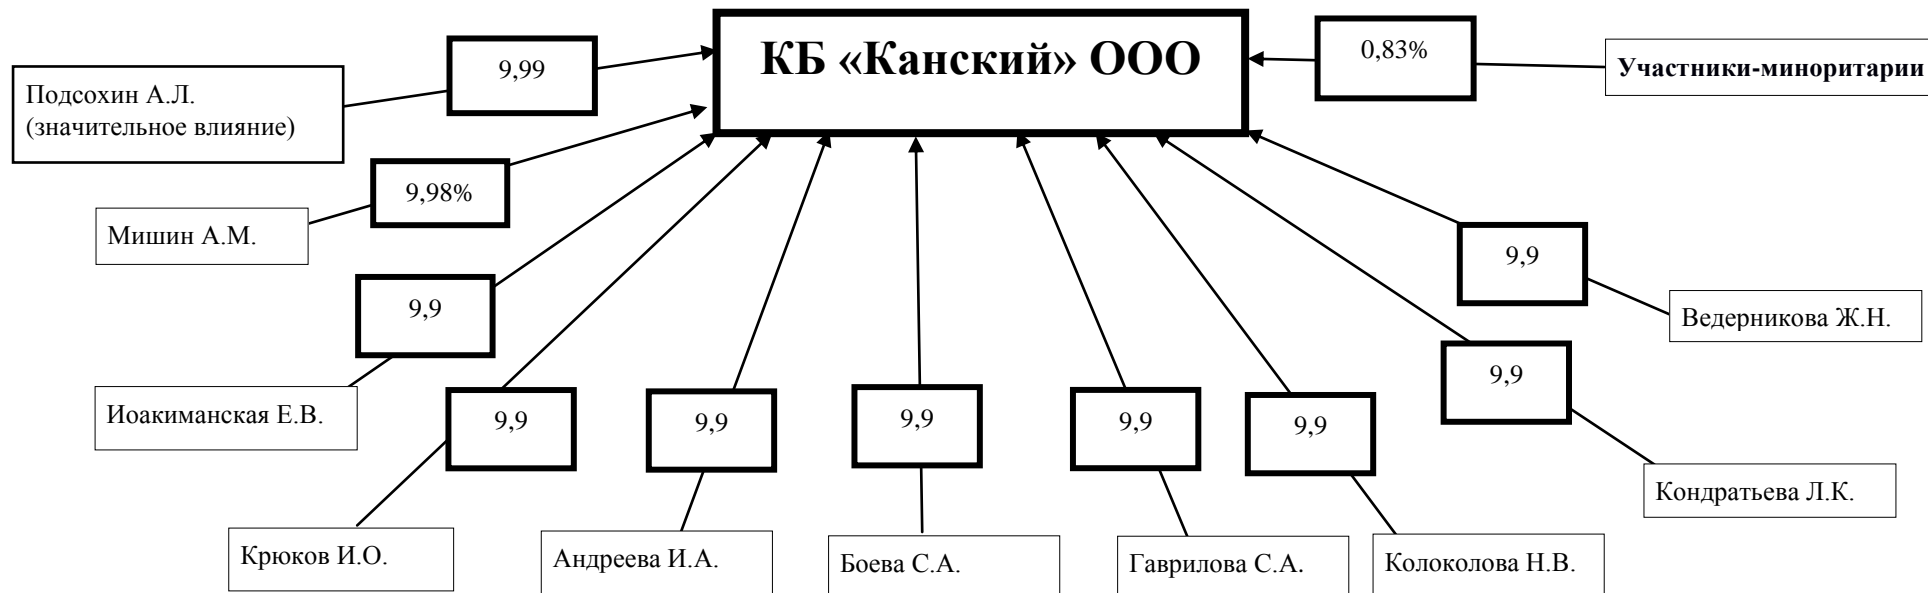 КБ «Канский» ООО
9,99
0,83%
Участники-миноритарии
Подсохин А.Л.
(значительное влияние)
9,98%
Мишин А.М.
9,9
Ведерникова Ж.Н.
9,9
Иоакиманская Е.В.
9,9
Кондратьева Л.К.
9,9
9,9
9,9
9,9
9,9
Крюков И.О.
Андреева И.А.
Боева С.А.
Гаврилова С.А.
Колоколова Н.В.